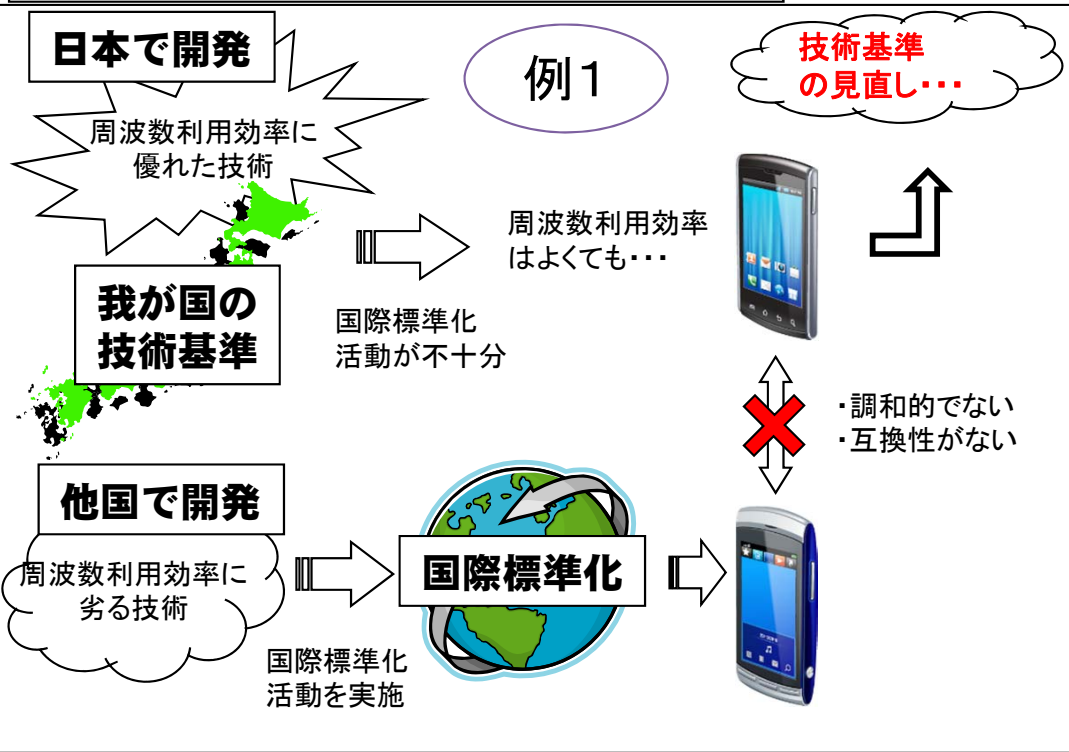 日本で開発
周波数利用効率に
優れた技術
我が国の
技術基準
例1
技術基準
の見直し・・・
国際標準化
活動が不十分
周波数利用効率
はよくても・・・
・調和的でない
・互換性がない
他国で開発
周波数利用効率に
劣る技術
国際標準化
活動を実施
国際標準化